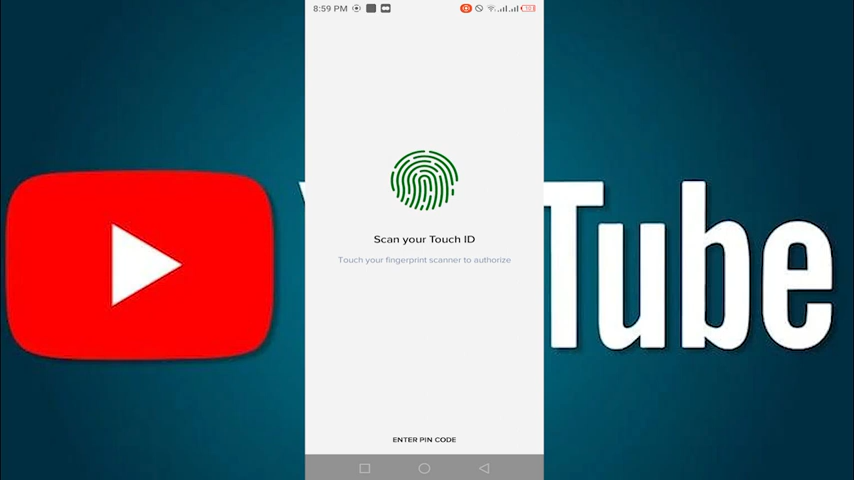 8:59 PM
Scan your Touch ID
Touch your fingerprint scanner to authorize
Tube
ENTER PIN CODE